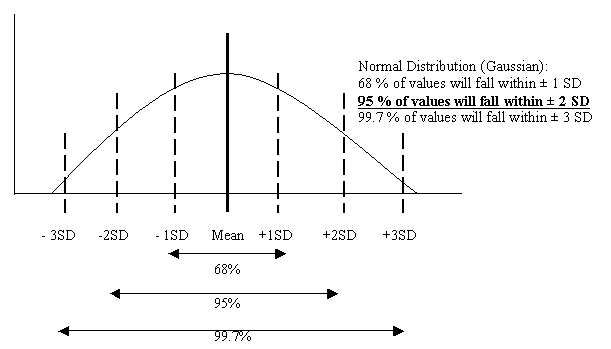 Normal Distribution (Gaussian):
68 % of values will fall within ± 1 SD
95 % of values will fall within ± 2 SD
99.7 % of values will fall within ± 3 SD
- 3SD -2SD - 1SD Mean +1SD +2SD +3SD
68%
95%
99.7%